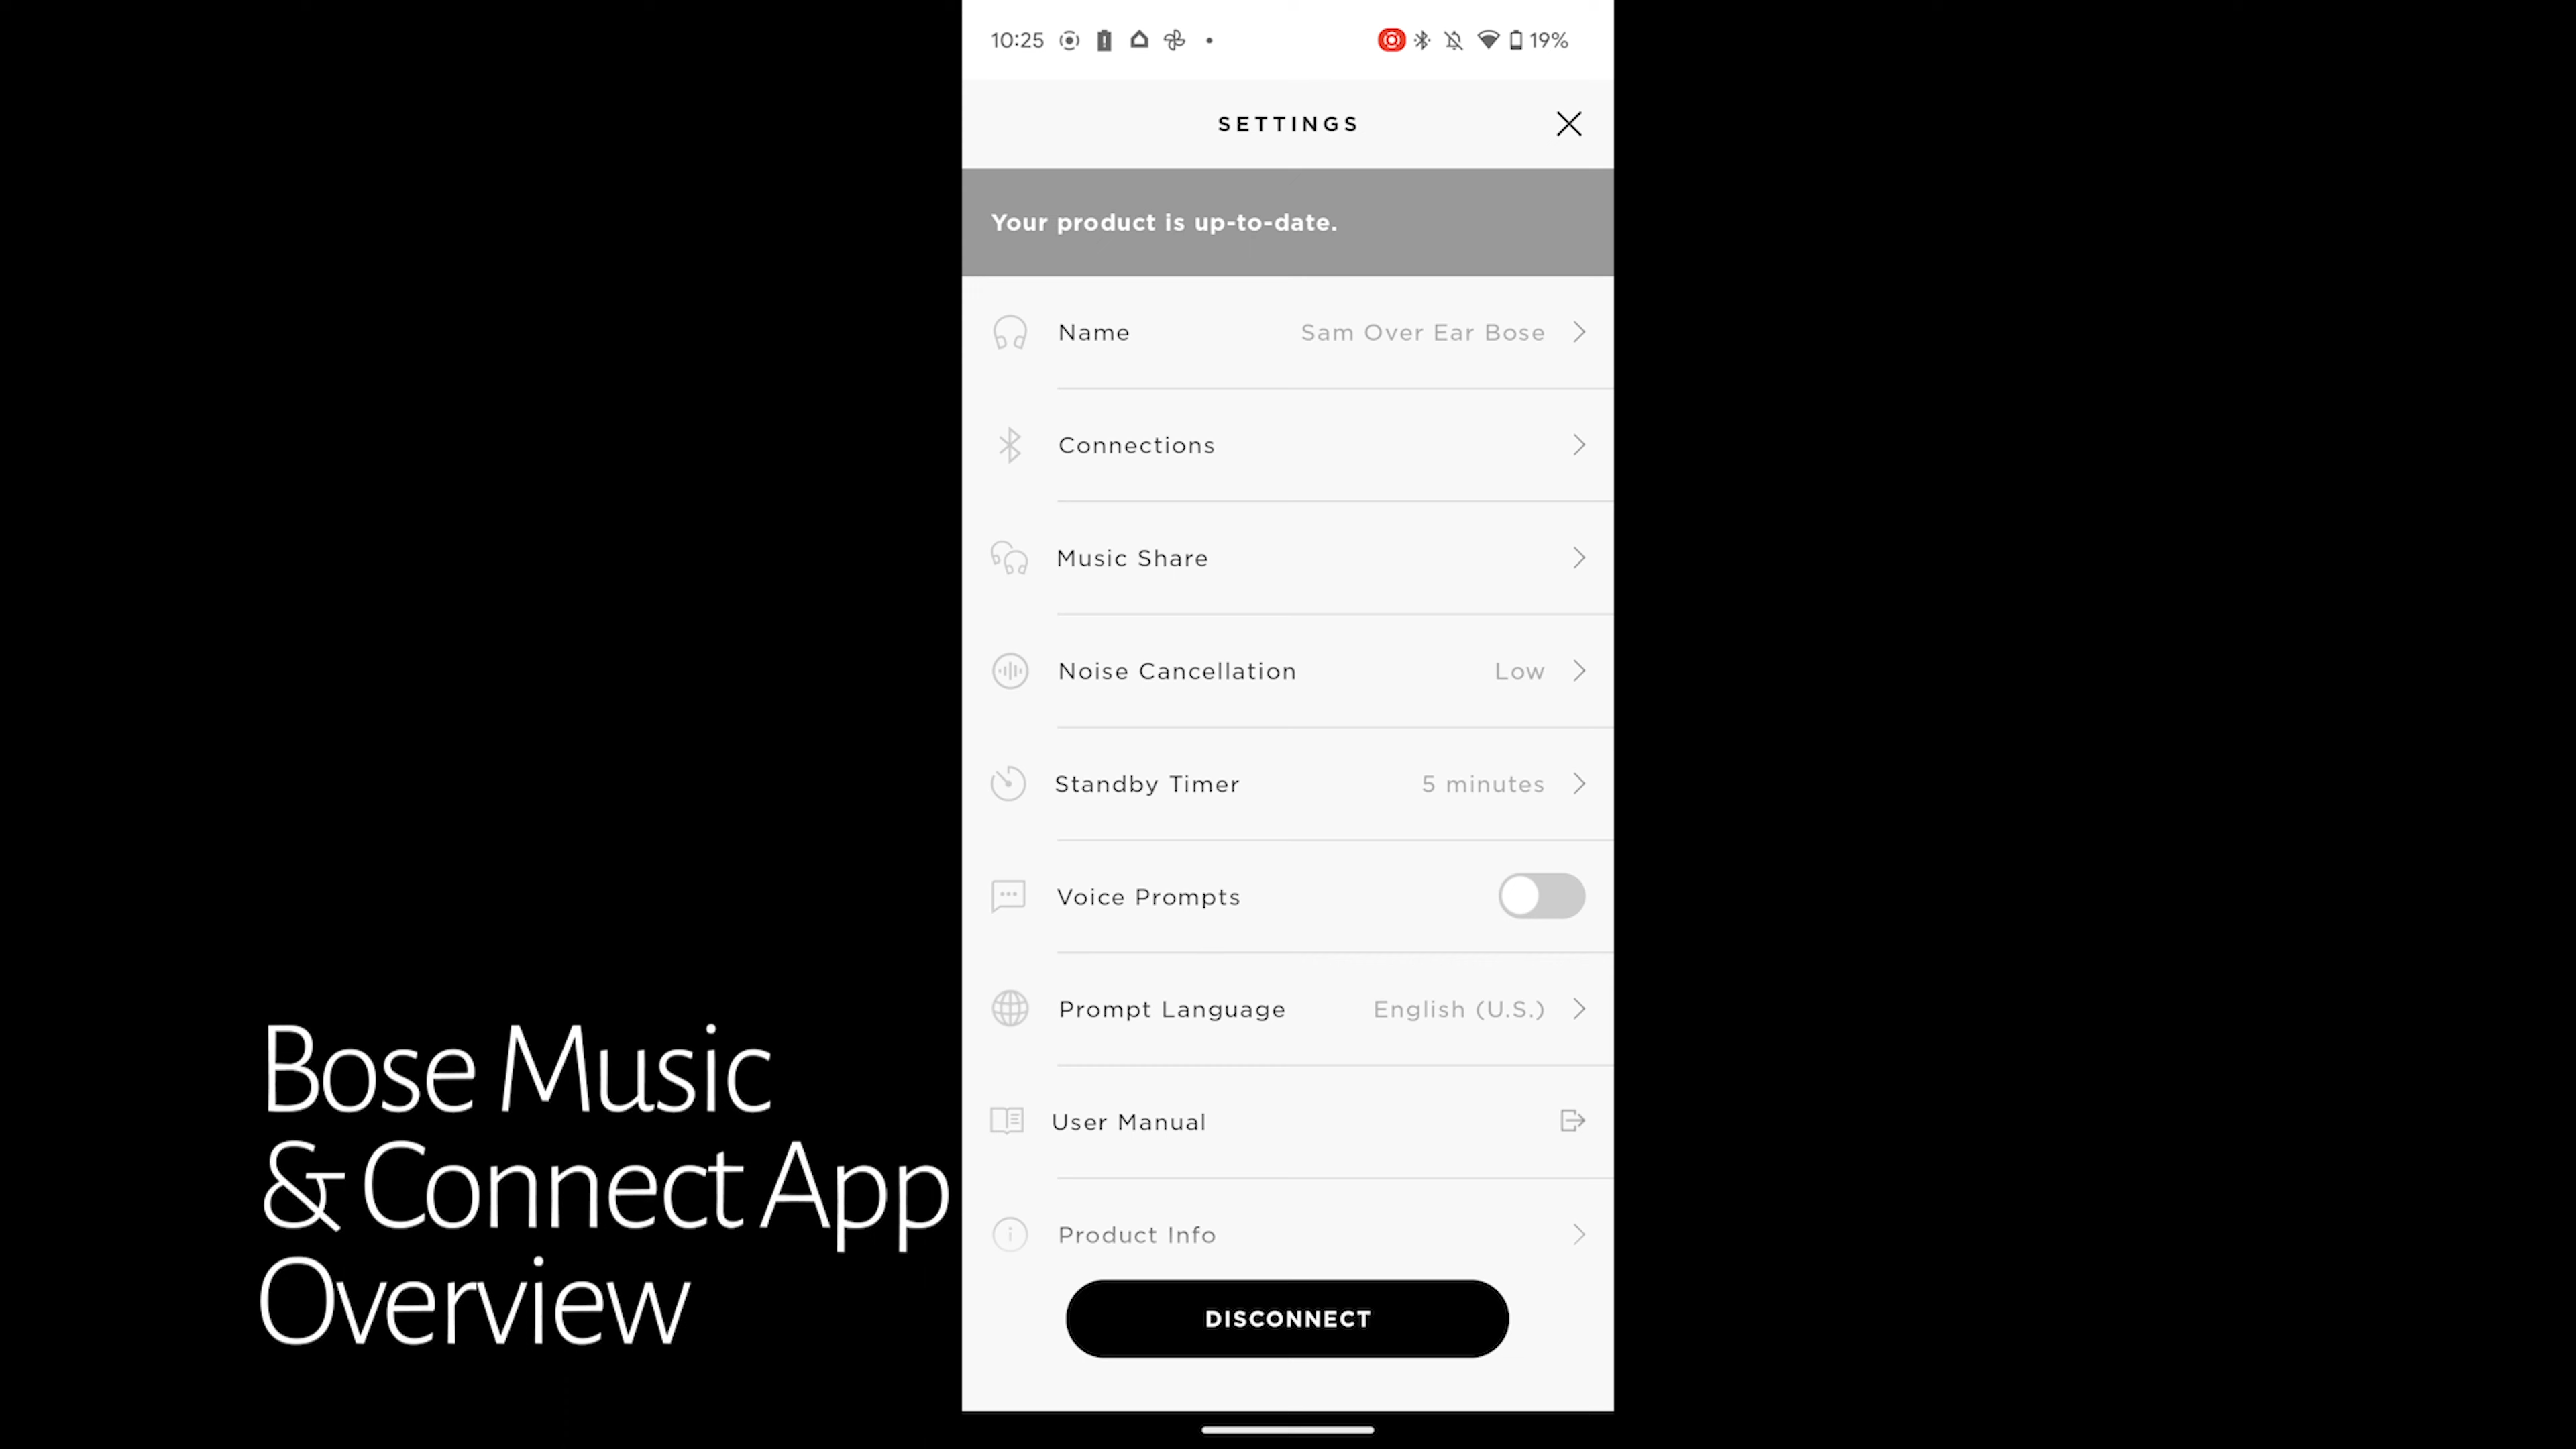 10:25 19%
SETTINGS
Your product is up-to-date.
Name Sam Over Ear Bose
Connections
Music Share
Noise Cancellation Low
Standby Timer 5 minutes
Voice Prompts
Prompt Language English (U.S.)
User Manual
Product Info
DISCONNECT
Bose Music
& Connect App
Overview